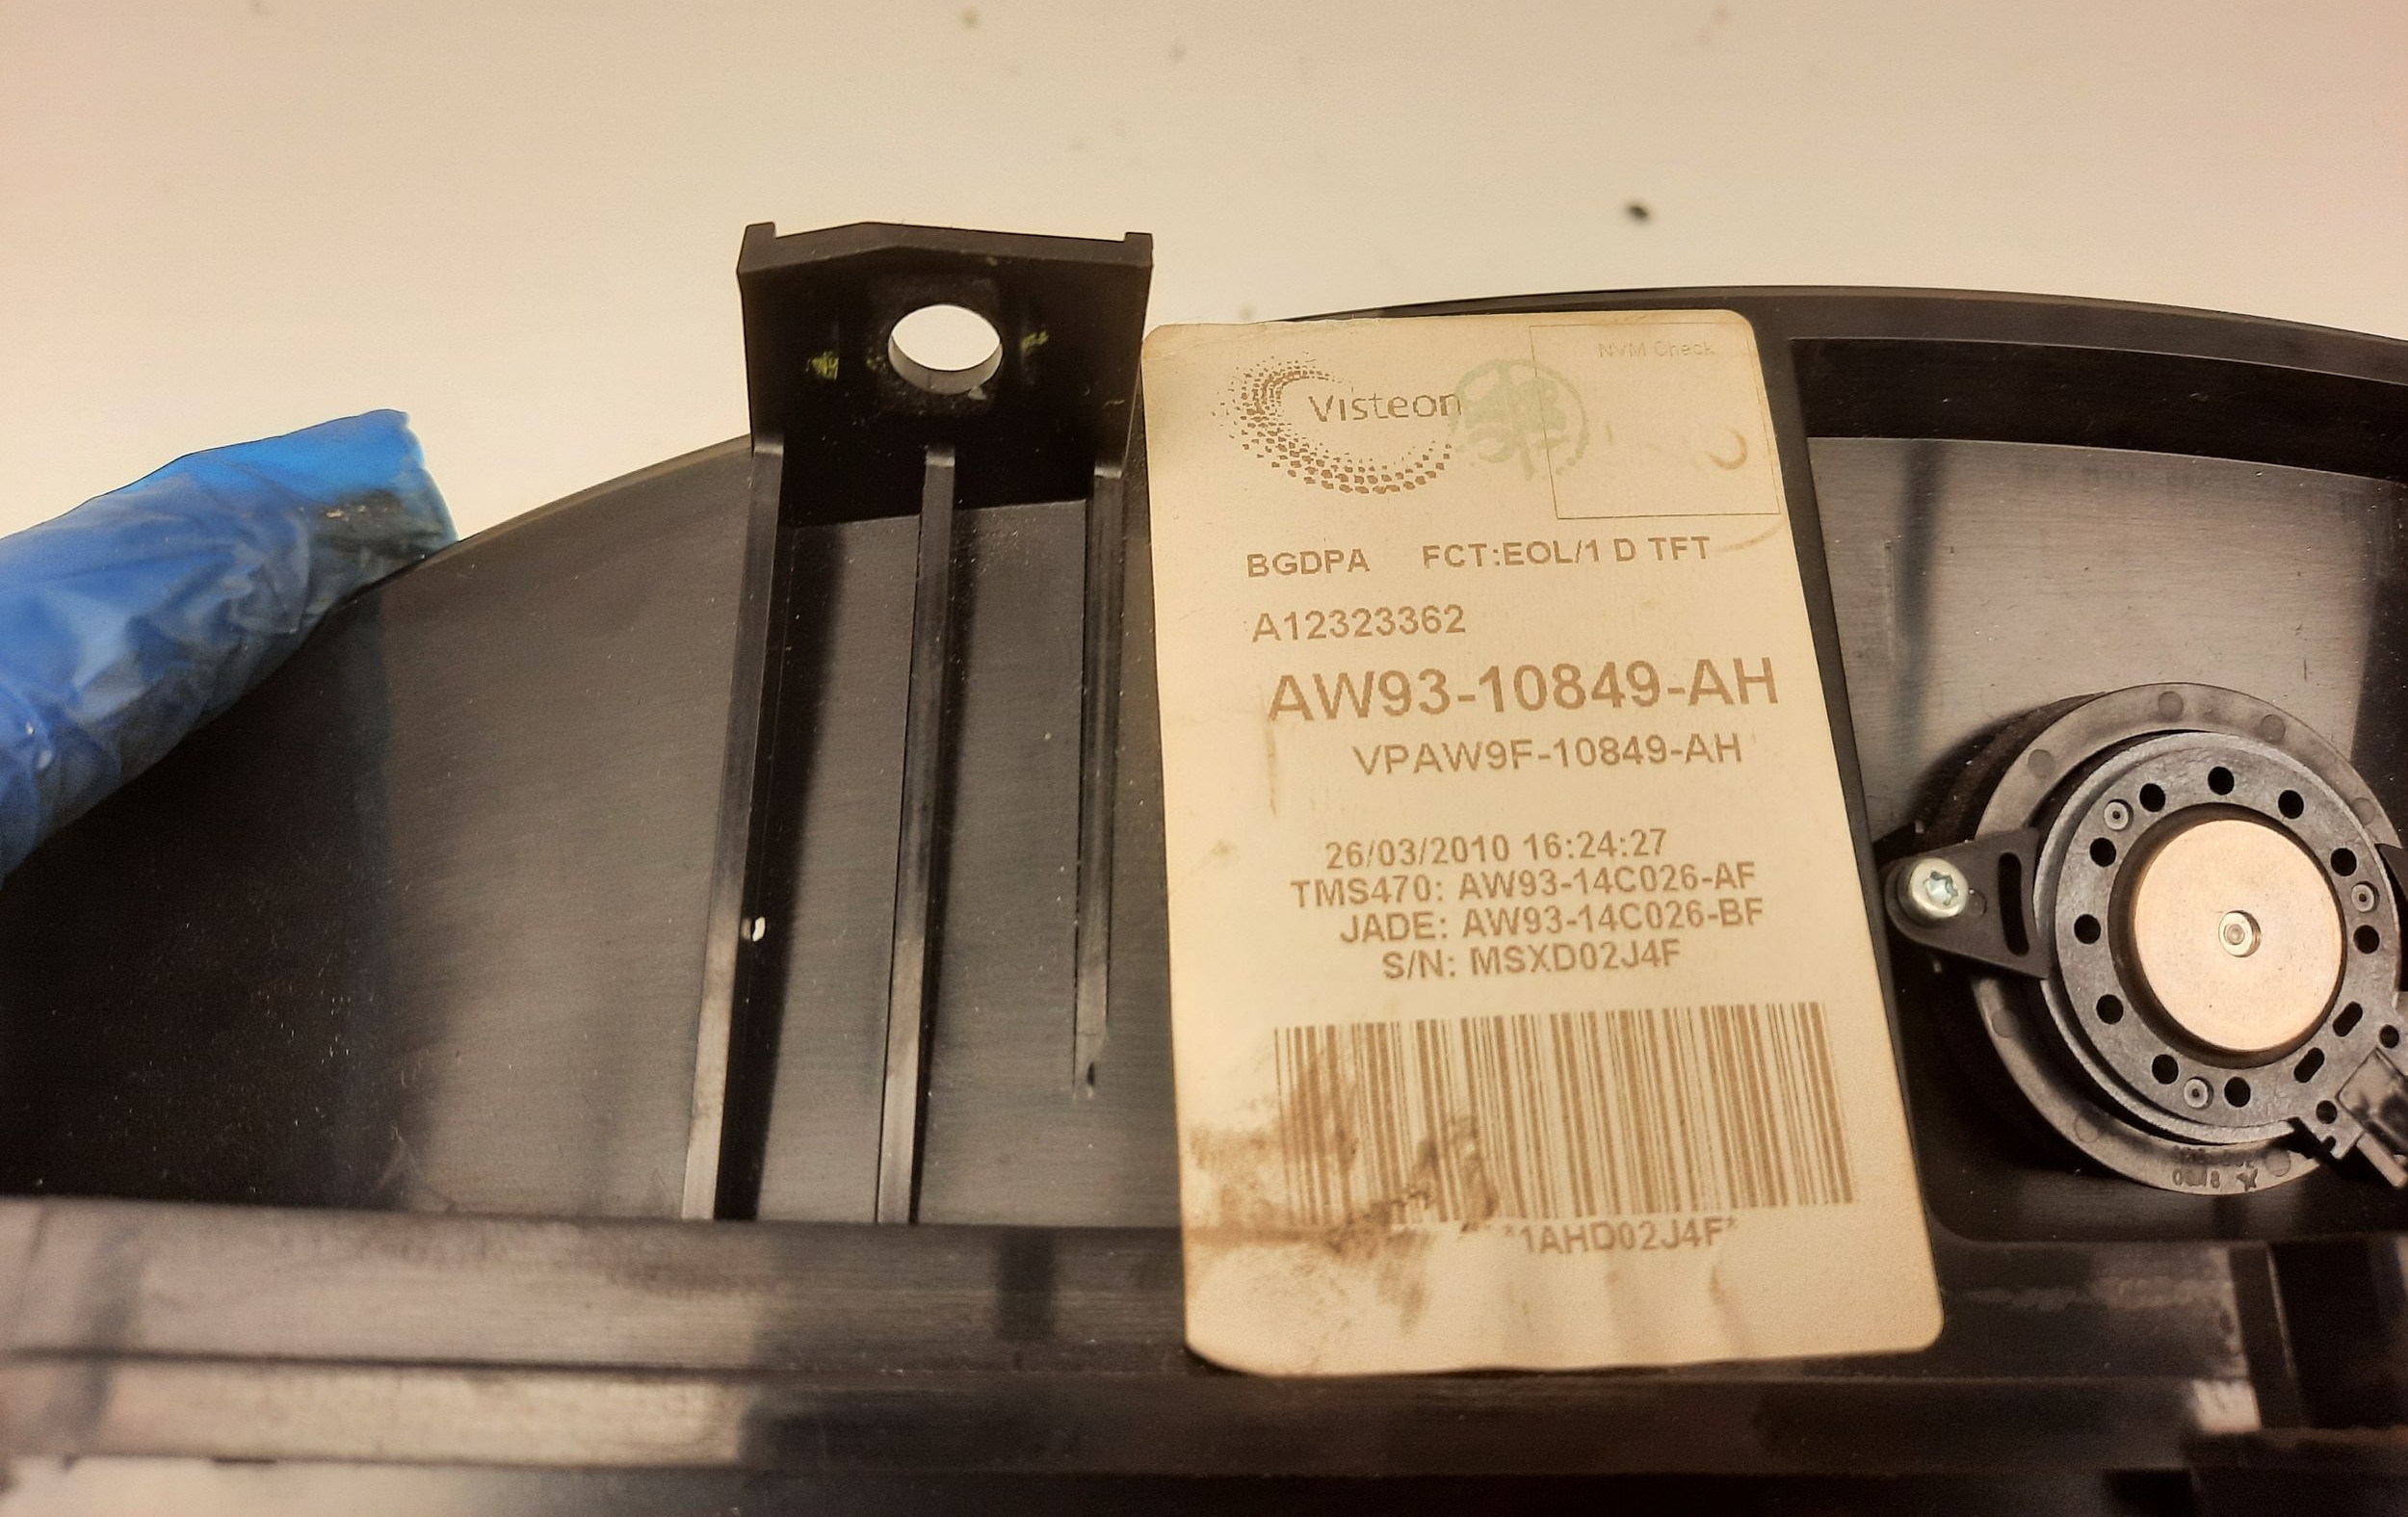 NVM Check
Visteon
BGDPA FCT:EOL/1 D TFT
A12323362
AW93-10849-AH
VPAW9F-10849-AH
26/03/2010 16:24:27
TMS470: AW93-14C026-AF
JADE: AW93-14C026-BF
S/N: MSXD02J4F
*1AHD02J4F*